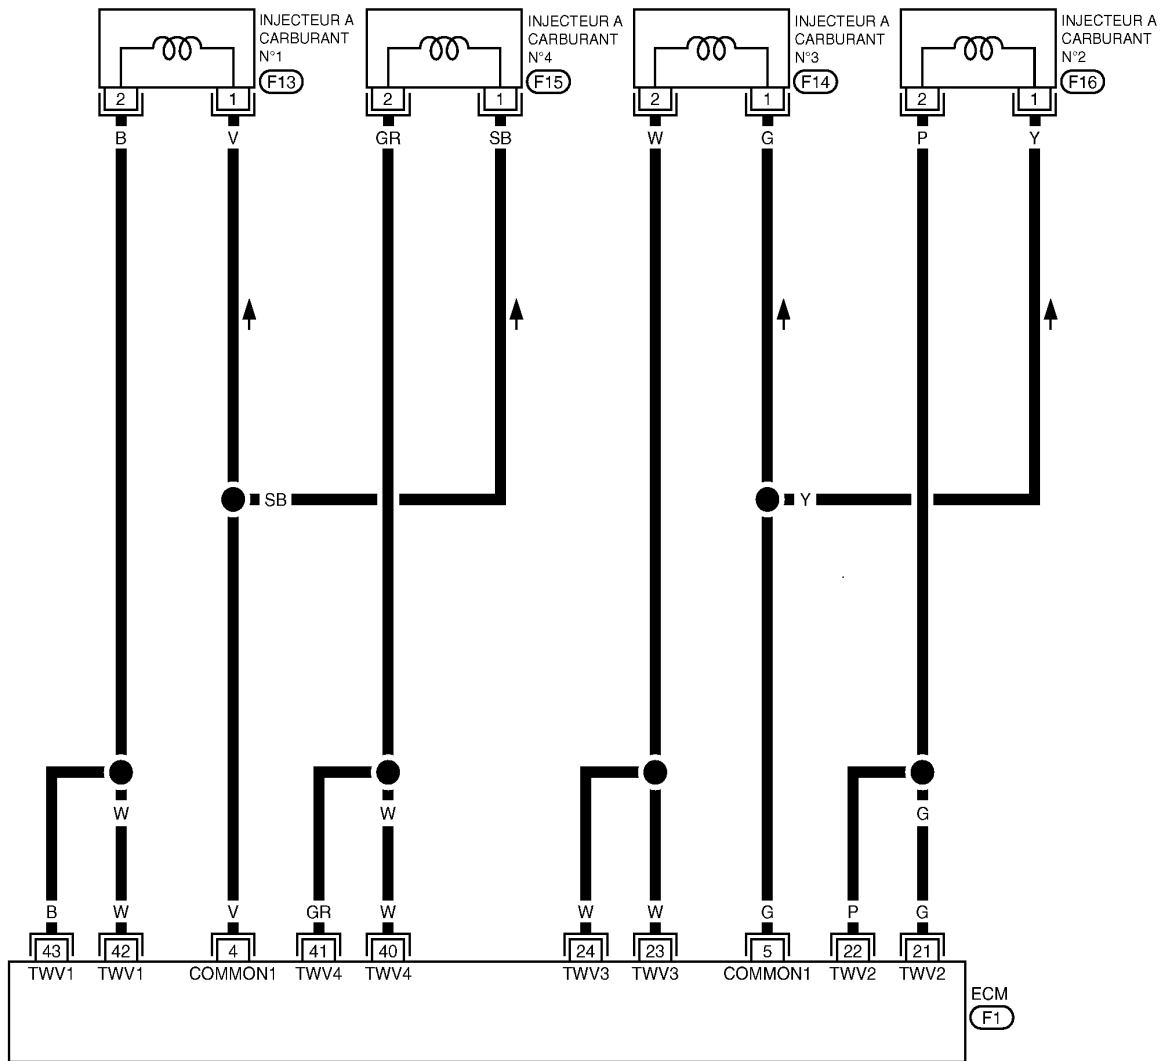 INJECTEUR A
CARBURANT
N°1
F13
INJECTEUR A
CARBURANT
N°4
F15
INJECTEUR A
CARBURANT
N°3
F14
INJECTEUR A
CARBURANT
N°2
F16
2 1 2 1 2 1 2 1
B V GR SB W G P Y
SB Y
W W G
B W V GR W W W G P G
43 42 4 41 40 24 23 5 22 21
TWV1 TWV1 COMMON1 TWV4 TWV4 TWV3 TWV3 COMMON1 TWV2 TWV2
ECM
F1